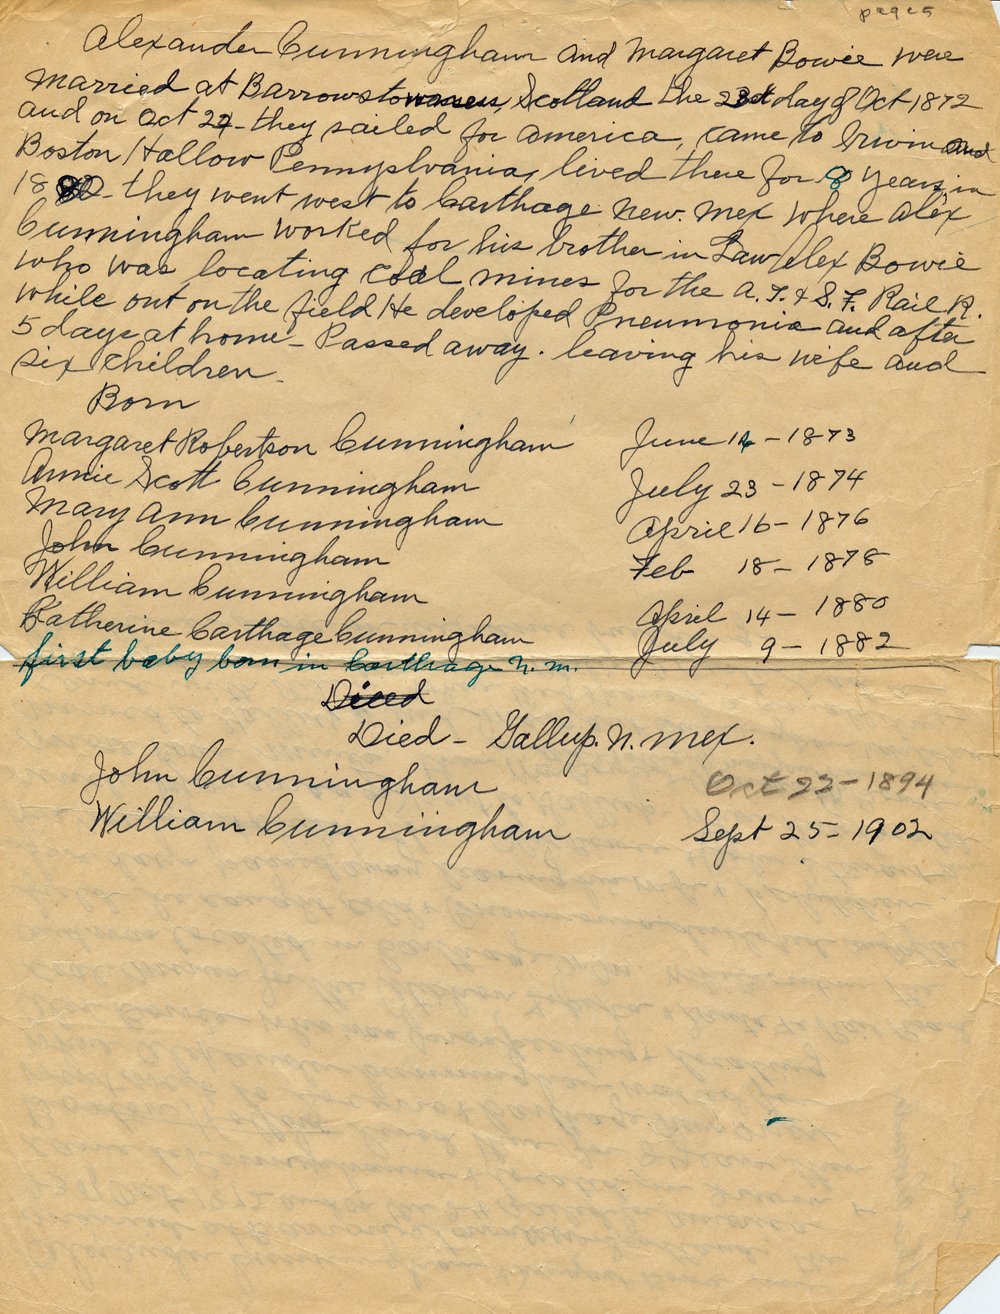 page 5
Alexander Cunningham and Margaret Bowie were
married at Barrowstowness, Scotland the 23d day of Oct 1872
and on Oct 24 - they sailed for America, came to Irwin and
Boston Hallow Pennsylvania, lived there for 8 years, in
1880 - they went west to Carthage New. Mex where Alex
Cunningham worked for his brother in Law Alex Bowie
who was locating coal mines for the A. T. & S. F. Rail R.
while out on the field He developed Pneumonia and after
5 days at home - Passed away. leaving his wife and
six Children.
Born
Margaret Robertson Cunningham June 14 - 1873
Annie Scott Cunningham July 23 - 1874
Mary Ann Cunningham April 16 - 1876
John Cunningham Feb 18 - 1878
William Cunningham April 14 - 1880
Katherine Carthage Cunningham July 9 - 1882
first baby born in Carthage N. M.
Dieed
Died - Gallup. N. Mex.
John Cunningham Oct 22 - 1894
William Cunningham Sept 25 - 1902